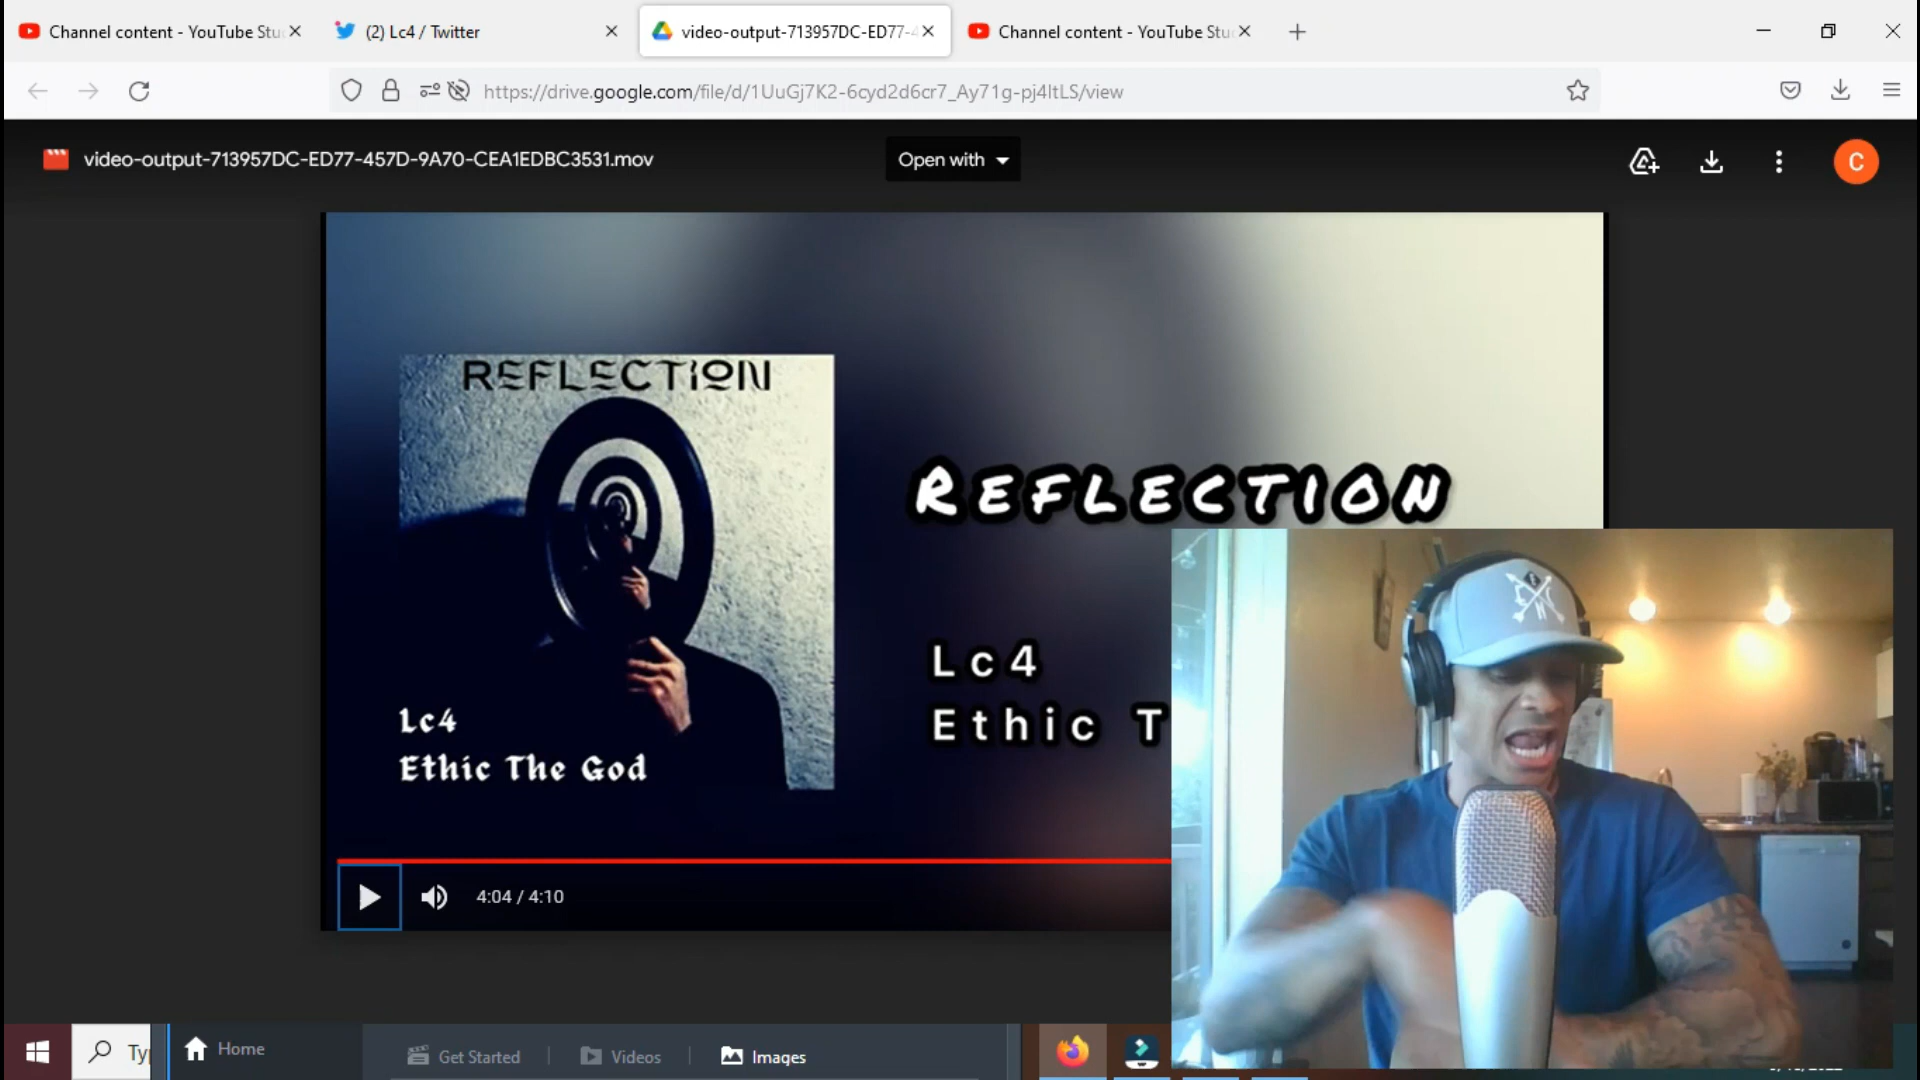 Channel content - YouTube Stu
(2) Lc4 / Twitter
video-output-713957DC-ED77-4
Channel content - YouTube Stu
https://drive.google.com/file/d/1UuGj7K2-6cyd2d6cr7_Ay71g-pj4ltLS/view
video-output-713957DC-ED77-457D-9A70-CEA1EDBC3531.mov
Open with
C
REFLECTION
Reflection
Lc4
Ethic T
Lc4
Ethic The God
4:04 / 4:10
Ty
Home
Get Started
Videos
Images